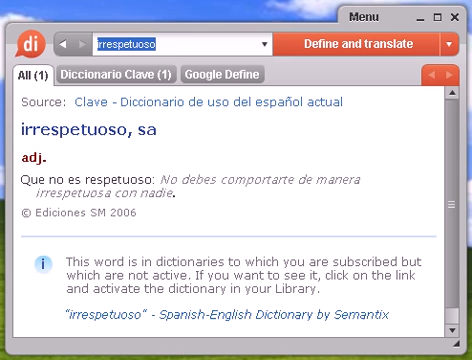 Menu
di
irrespetuoso
Define and translate
All (1)
Diccionario Clave (1)
Google Define
Source: Clave - Diccionario de uso del español actual
irrespetuoso, sa
adj.
Que no es respetuoso: No debes comportarte de manera
irrespetuosa con nadie.
© Ediciones SM 2006
i
This word is in dictionaries to which you are subscribed but
which are not active. If you want to see it, click on the link
and activate the dictionary in your Library.
"irrespetuoso" - Spanish-English Dictionary by Semantix